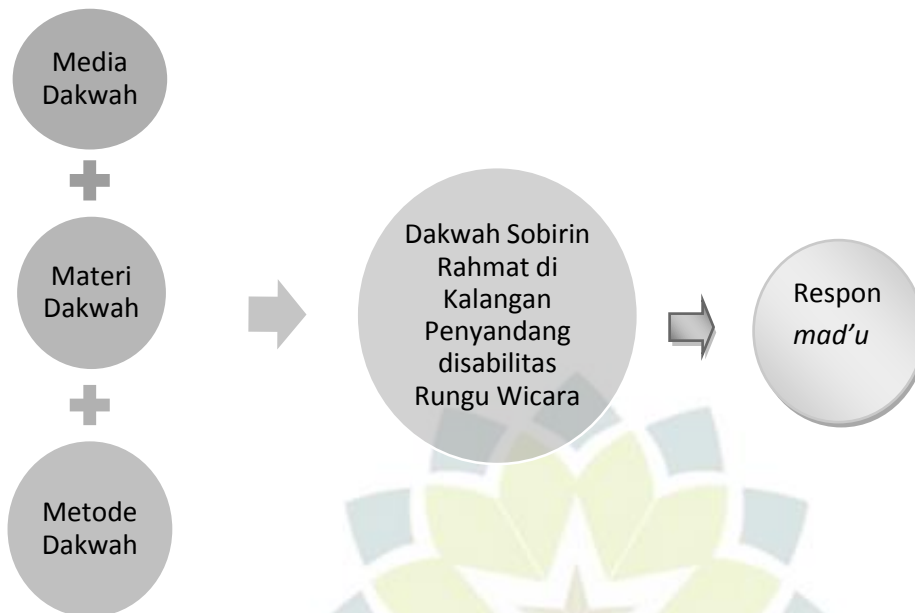 Media
Dakwah
Materi
Dakwah
Metode
Dakwah
Dakwah Sobirin
Rahmat di
Kalangan
Penyandang
disabilitas
Rungu Wicara
Respon
mad’u